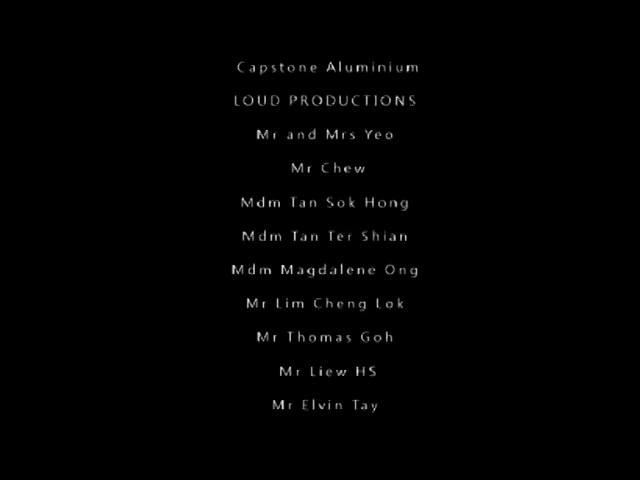 Capstone Aluminium
LOUD PRODUCTIONS
Mr and Mrs Yeo
Mr Chew
Mdm Tan Sok Hong
Mdm Tan Ter Shian
Mdm Magdalene Ong
Mr Lim Cheng Lok
Mr Thomas Goh
Mr Liew HS
Mr Elvin Tay